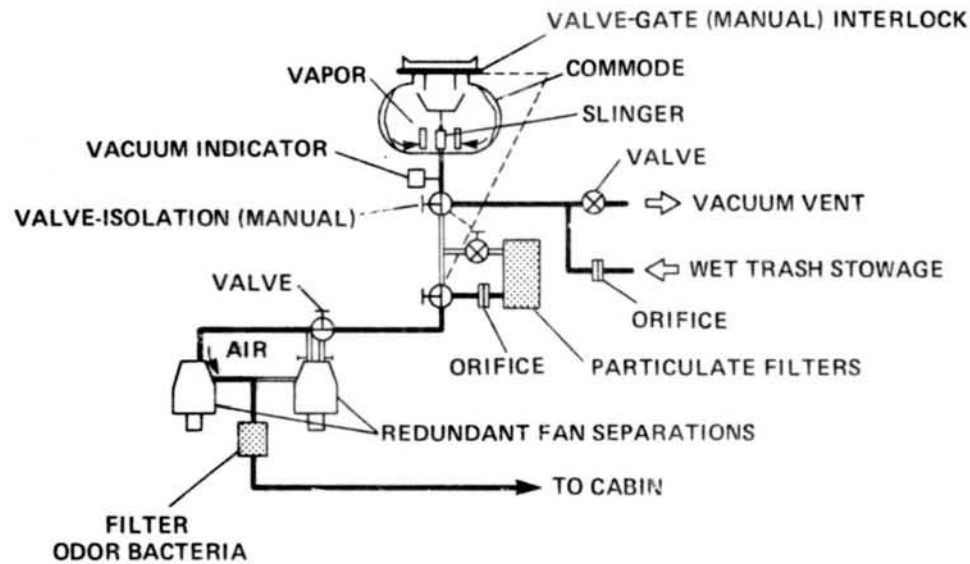 VALVE-GATE (MANUAL) INTERLOCK
VAPOR
COMMODE
SLINGER
VACUUM INDICATOR
VALVE
VALVE-ISOLATION (MANUAL)
VACUUM VENT
WET TRASH STOWAGE
VALVE
ORIFICE
AIR
ORIFICE
PARTICULATE FILTERS
REDUNDANT FAN SEPARATIONS
TO CABIN
FILTER
ODOR BACTERIA